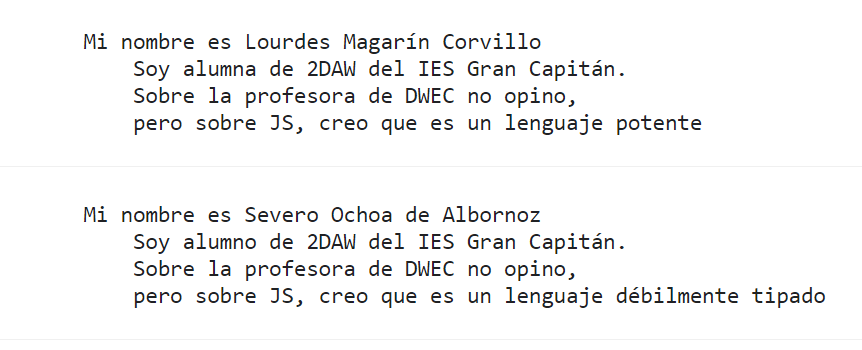 Mi nombre es Lourdes Magarín Corvillo
Soy alumna de 2DAW del IES Gran Capitán.
Sobre la profesora de DWEC no opino,
pero sobre JS, creo que es un lenguaje potente
Mi nombre es Severo Ochoa de Albornoz
Soy alumno de 2DAW del IES Gran Capitán.
Sobre la profesora de DWEC no opino,
pero sobre JS, creo que es un lenguaje débilmente tipado